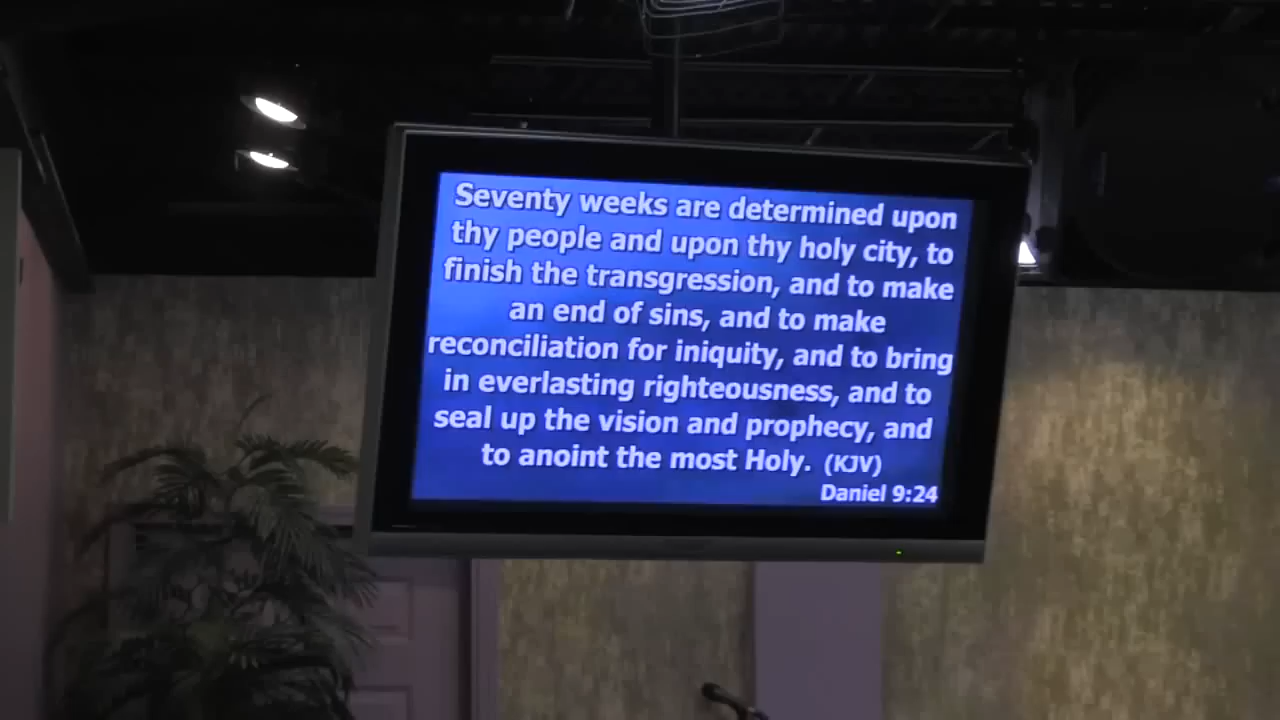 Seventy weeks are determined upon
thy people and upon thy holy city, to
finish the transgression, and to make
an end of sins, and to make
reconciliation for iniquity, and to bring
in everlasting righteousness, and to
seal up the vision and prophecy, and
to anoint the most Holy. (KJV)
Daniel 9:24